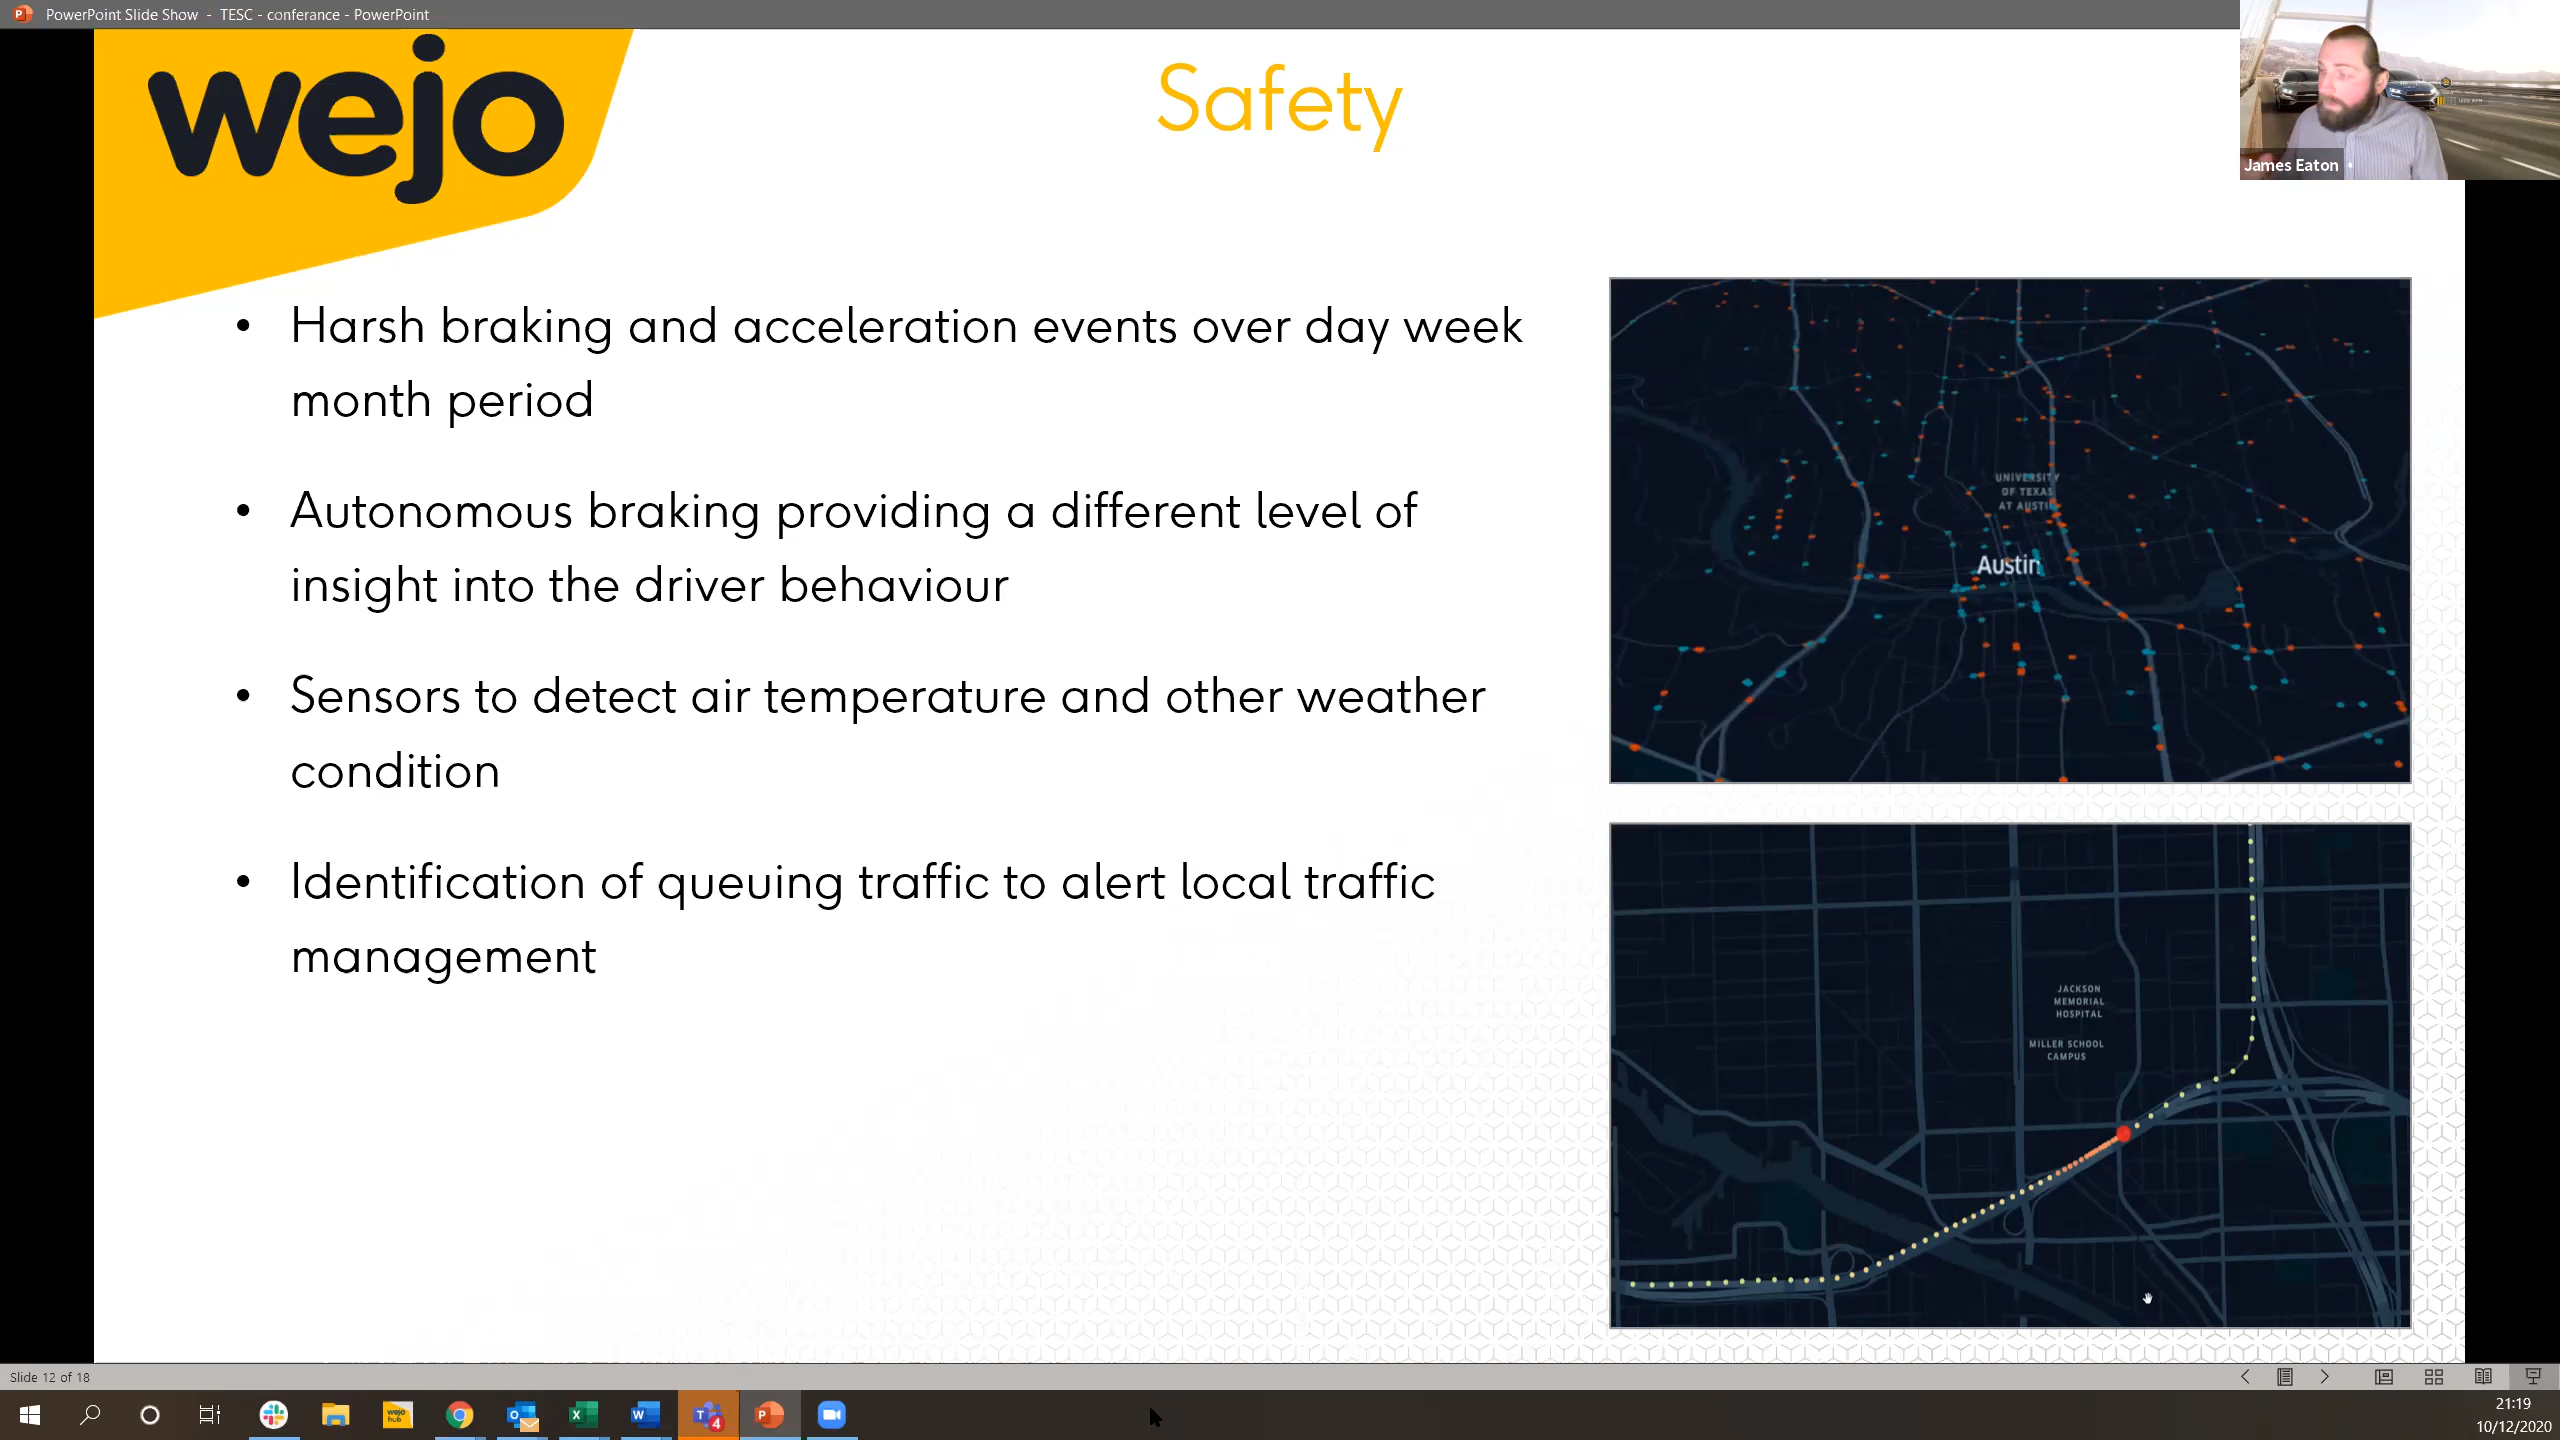 PowerPoint Slide Show - TESC - conferance - PowerPoint
wejo
Safety
James Eaton
• Harsh braking and acceleration events over day week
month period
• Autonomous braking providing a different level of
insight into the driver behaviour
• Sensors to detect air temperature and other weather
condition
• Identification of queuing traffic to alert local traffic
management
UNIVERSITY
OF TEXAS
AT AUSTIN
Austin
JACKSON
MEMORIAL
HOSPITAL
MILLER SCHOOL
CAMPUS
Slide 12 of 18
wejo
hub
4
21:19
10/12/2020